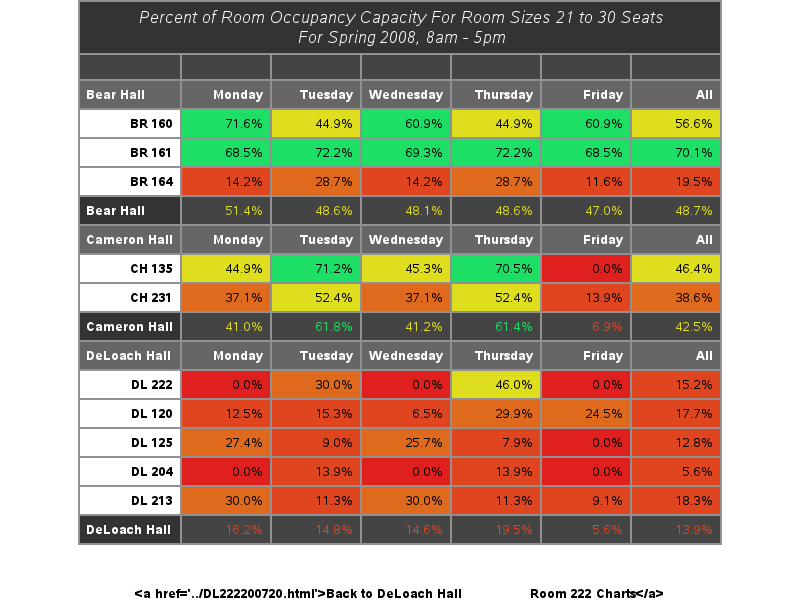 Percent of Room Occupancy Capacity For Room Sizes 21 to 30 Seats
For Spring 2008, 8am - 5pm
Bear Hall Monday Tuesday Wednesday Thursday Friday All
BR 160 71.6% 44.9% 60.9% 44.9% 60.9% 56.6%
BR 161 68.5% 72.2% 69.3% 72.2% 68.5% 70.1%
BR 164 14.2% 28.7% 14.2% 28.7% 11.6% 19.5%
Bear Hall 51.4% 48.6% 48.1% 48.6% 47.0% 48.7%
Cameron Hall Monday Tuesday Wednesday Thursday Friday All
CH 135 44.9% 71.2% 45.3% 70.5% 0.0% 46.4%
CH 231 37.1% 52.4% 37.1% 52.4% 13.9% 38.6%
Cameron Hall 41.0% 61.8% 41.2% 61.4% 6.9% 42.5%
DeLoach Hall Monday Tuesday Wednesday Thursday Friday All
DL 222 0.0% 30.0% 0.0% 46.0% 0.0% 15.2%
DL 120 12.5% 15.3% 6.5% 29.9% 24.5% 17.7%
DL 125 27.4% 9.0% 25.7% 7.9% 0.0% 12.8%
DL 204 0.0% 13.9% 0.0% 13.9% 0.0% 5.6%
DL 213 30.0% 11.3% 30.0% 11.3% 9.1% 18.3%
DeLoach Hall 16.2% 14.8% 14.6% 19.5% 5.6% 13.9%
<a href='../DL222200720.html'>Back to DeLoach Hall Room 222 Charts</a>